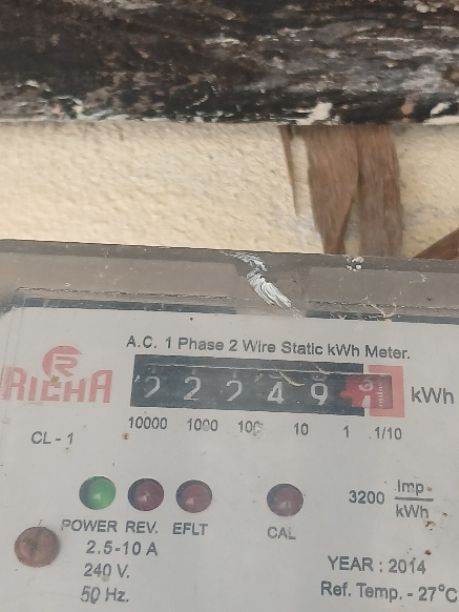 A.C. 1 Phase 2 Wire Static kWh Meter.
RICHA
2 2 2 4 9 kWh
10000 1000 100 10 1 1/10
CL - 1
3200 Imp/kWh
POWER REV. EFLT CAL
2.5-10 A
240 V.
50 Hz.
YEAR : 2014
Ref. Temp. - 27°C